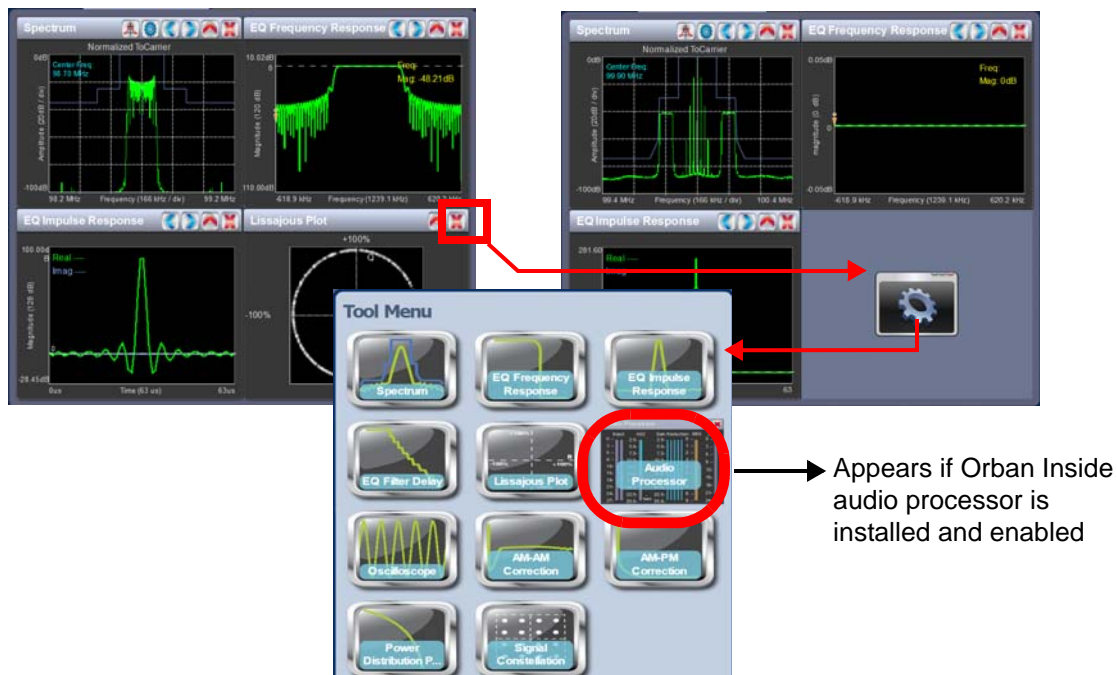 Spectrum
Normalized ToCarrier
0dB
Center Freq:
98.70 MHz
Amplitude (20dB / div)
-100dB
98.2 MHz Frequency (166 kHz / div) 99.2 MHz
EQ Frequency Response
10.02dB
0
Freq:
Mag: -48.21dB
Magnitude (120 dB)
110.00dB
-618.9 kHz Frequency (1239.1 kHz) 620.2 kHz
EQ Impulse Response
100.00d
B
Real ----
Imag ----
Magnitude (128 dB)
0
-28.45dB
0us Time (63 us) 63us
Lissajous Plot
+100%
Q
-100%
Spectrum
Normalized ToCarrier
0dB
Center Freq:
99.90 MHz
Amplitude (20dB / div)
-100dB
99.4 MHz Frequency (166 kHz / div) 100.4 MHz
EQ Frequency Response
0.05dB
Freq:
Mag: 0dB
magnitude (0. dB)
0
-0.05dB
-618.9 kHz Frequency (1239.1 kHz) 620.2 kHz
EQ Impulse Response
281.60
Real ----
63
Tool Menu
Spectrum
EQ Frequency
Response
EQ Impulse
Response
EQ Filter Delay
Lissajous Plot
Audio
Processor
Oscilloscope
AM-AM
Correction
AM-PM
Correction
Power
Distribution P...
Signal
Constellation
Appears if Orban Inside
audio processor is
installed and enabled